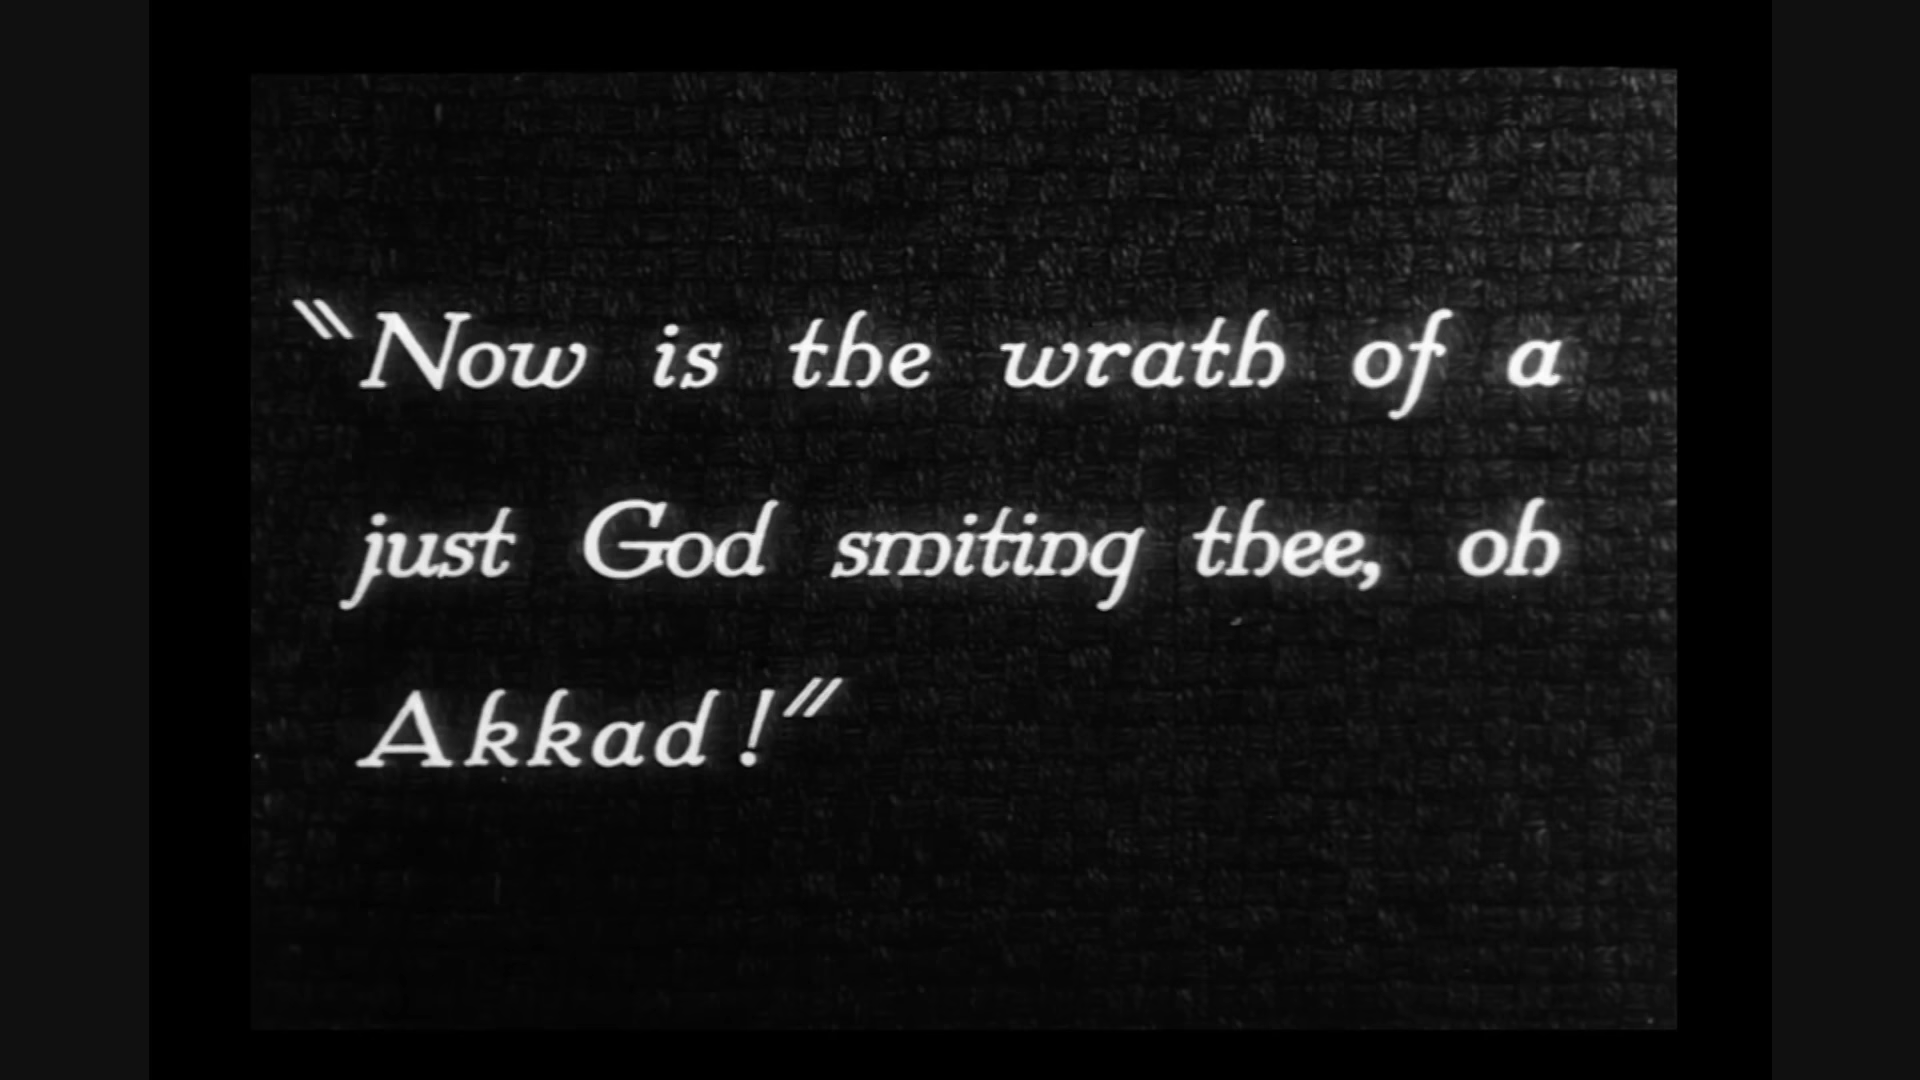 "Now is the wrath of a
just God smiting thee, oh
Akkad!"